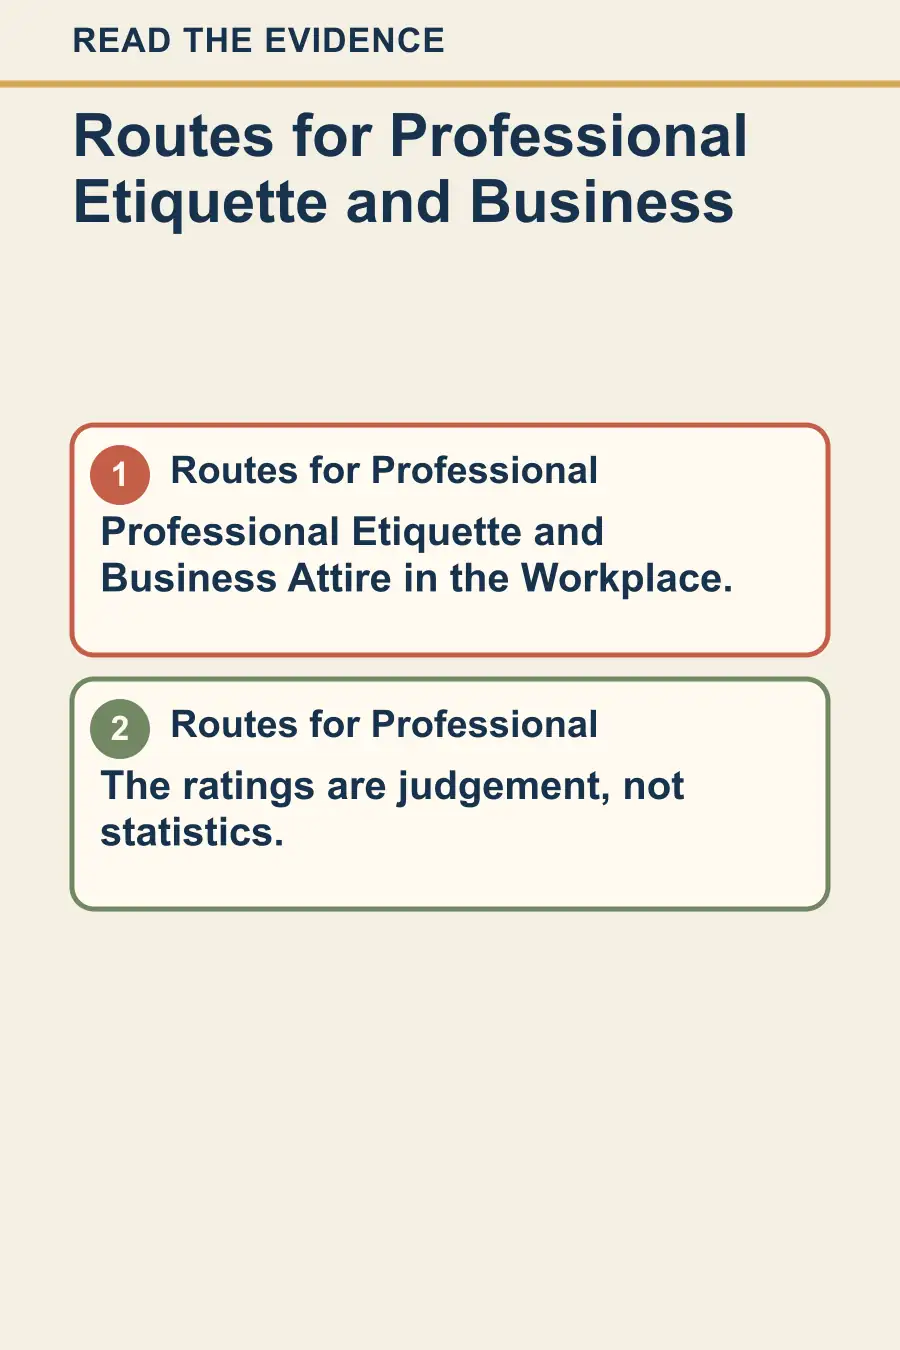 READ THE EVIDENCE
Routes for Professional
Etiquette and Business
1 Routes for Professional
Professional Etiquette and
Business Attire in the Workplace.
2 Routes for Professional
The ratings are judgement, not
statistics.